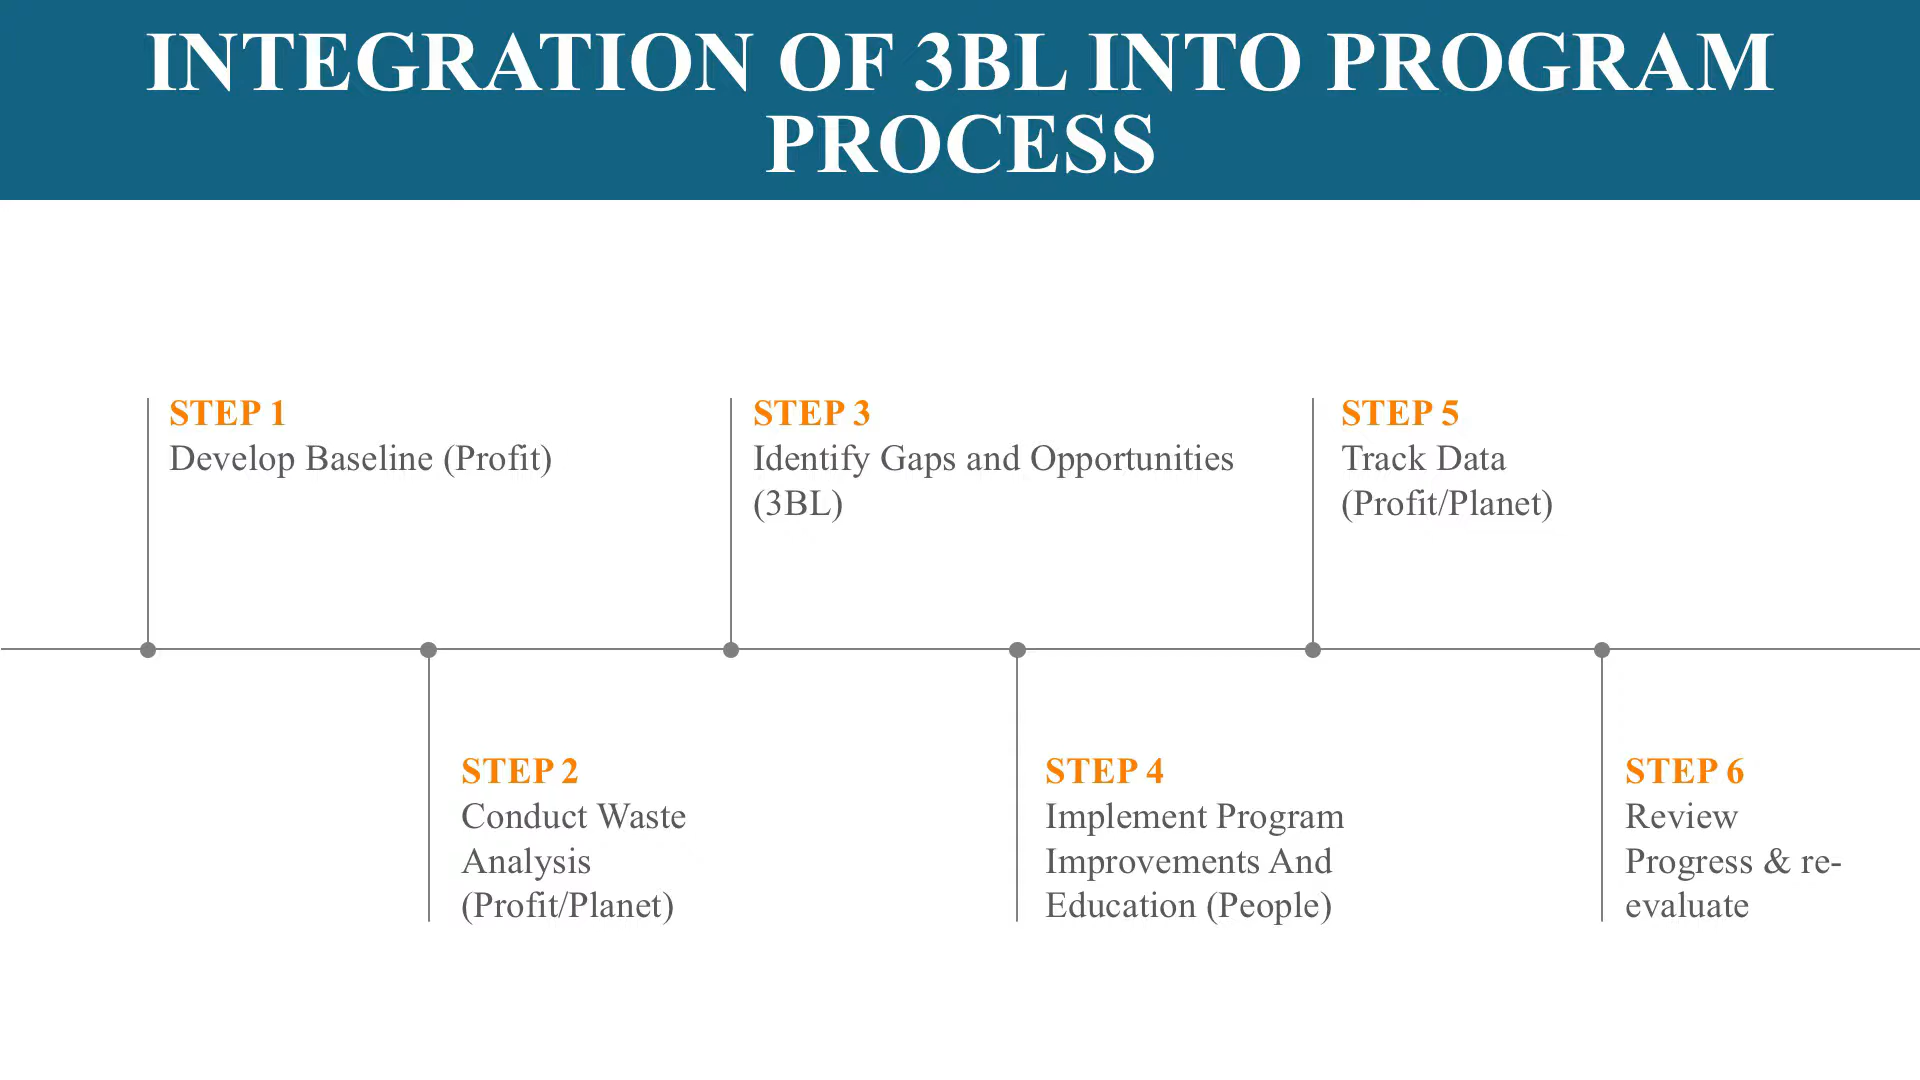 INTEGRATION OF 3BL INTO PROGRAM
PROCESS
STEP 1
Develop Baseline (Profit)
STEP 2
Conduct Waste
Analysis
(Profit/Planet)
STEP 3
Identify Gaps and Opportunities
(3BL)
STEP 4
Implement Program
Improvements And
Education (People)
STEP 5
Track Data
(Profit/Planet)
STEP 6
Review
Progress & re-
evaluate